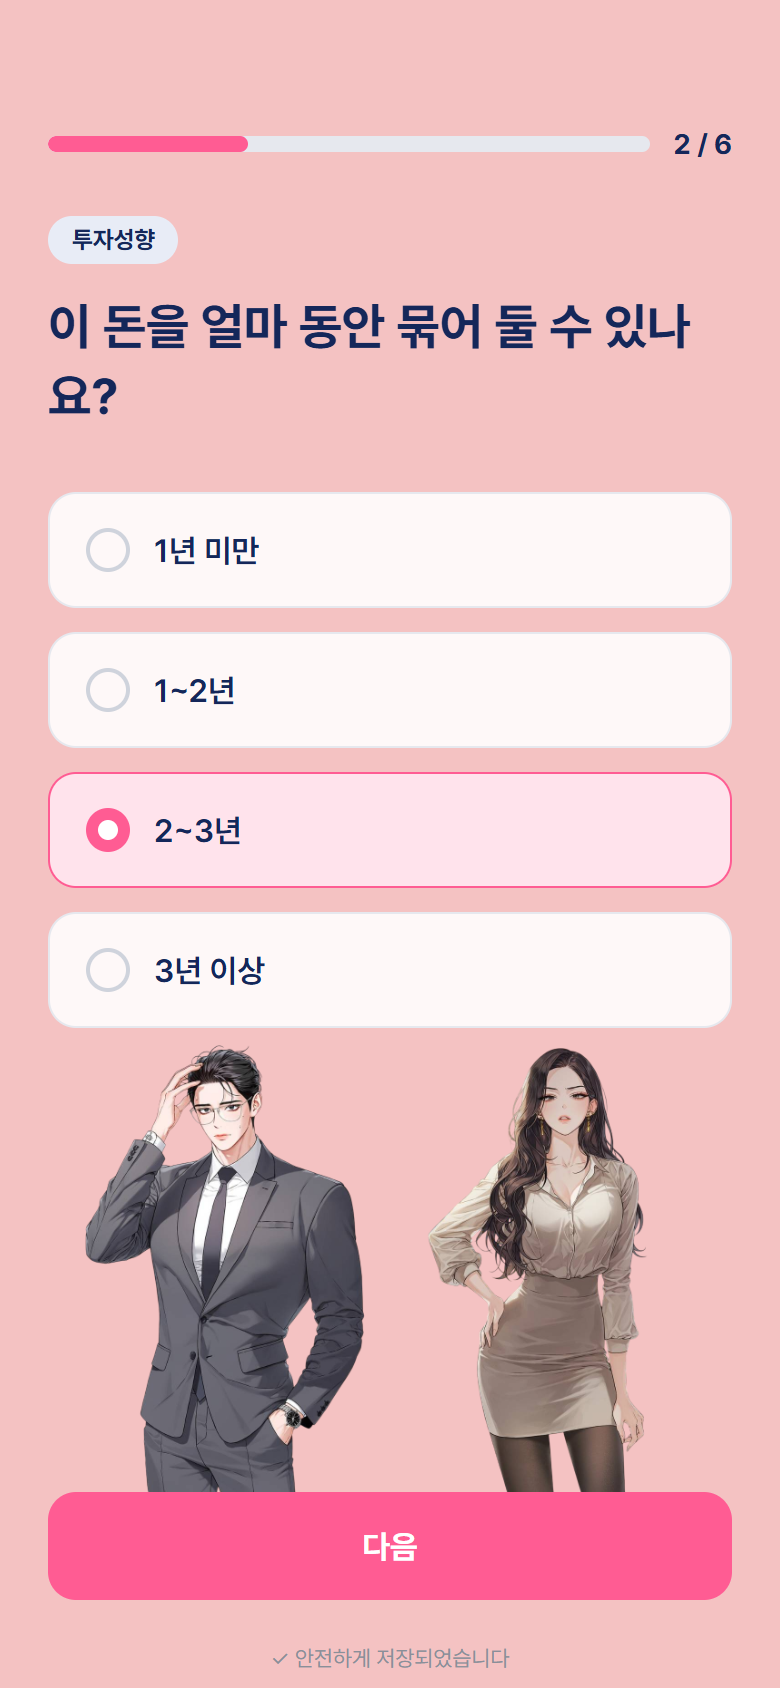 2 / 6
투자성향
이 돈을 얼마 동안 묶어 둘 수 있나
요?
1년 미만
1~2년
2~3년
3년 이상
다음
✓ 안전하게 저장되었습니다